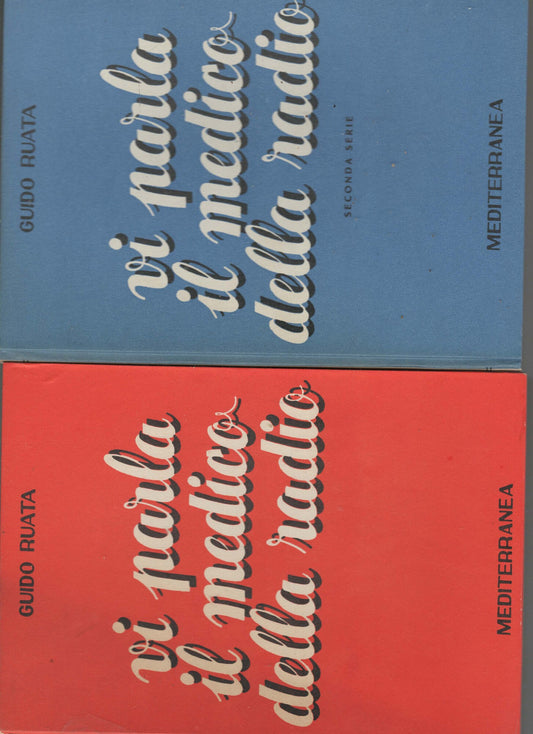 GUIDO RUATA
vi parla
il medico
della radio
SECONDA SERIE
MEDITERRANEA
GUIDO RUATA
vi parla
il medico
della radio
MEDITERRANEA